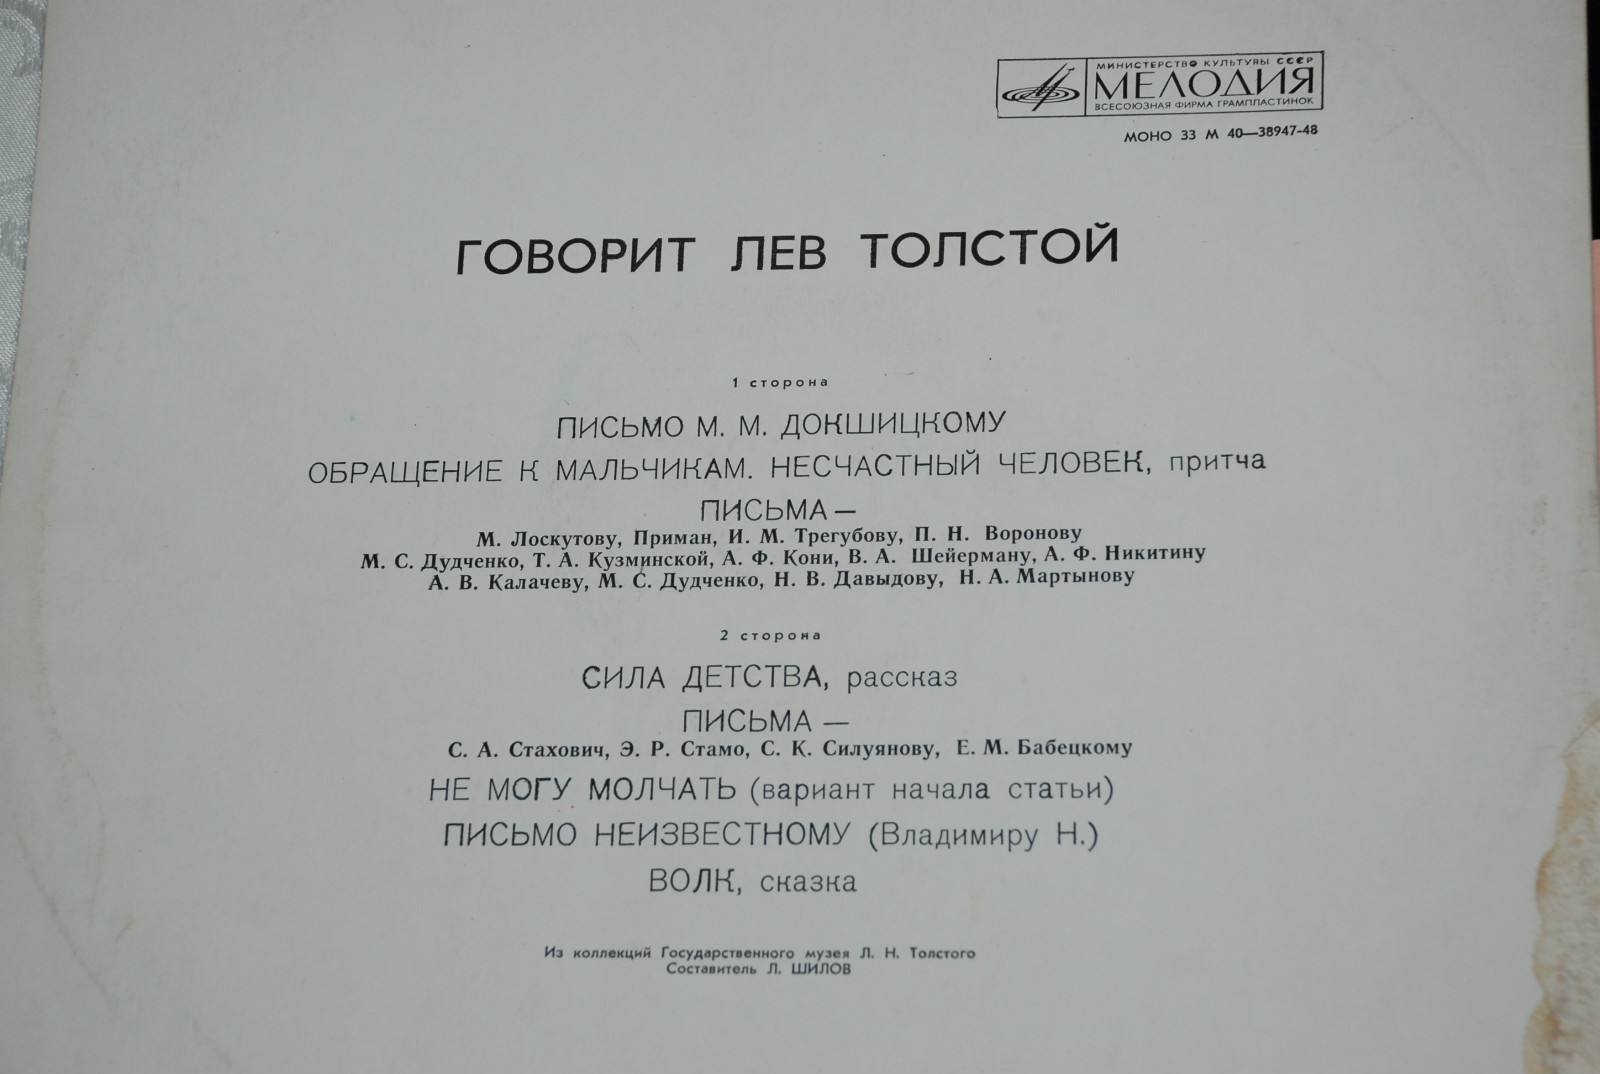 МИНИСТЕРСТВО КУЛЬТУРЫ СССР
МЕЛОДИЯ
ВСЕСОЮЗНАЯ ФИРМА ГРАМПЛАСТИНОК
МОНО 33 М 40—38947-48
ГОВОРИТ ЛЕВ ТОЛСТОЙ
1 сторона
ПИСЬМО М. М. ДОКШИЦКОМУ
ОБРАЩЕНИЕ К МАЛЬЧИКАМ. НЕСЧАСТНЫЙ ЧЕЛОВЕК, притча
ПИСЬМА —
М. Лоскутову, Приман, И. М. Трегубову, П. Н. Воронову
М. С. Дудченко, Т. А. Кузминской, А. Ф. Кони, В. А. Шейерману, А. Ф. Никитину
А. В. Калачеву, М. С. Дудченко, Н. В. Давыдову, Н. А. Мартынову
2 сторона
СИЛА ДЕТСТВА, рассказ
ПИСЬМА —
С. А. Стахович, Э. Р. Стамо, С. К. Силуянову, Е. М. Бабецкому
НЕ МОГУ МОЛЧАТЬ (вариант начала статьи)
ПИСЬМО НЕИЗВЕСТНОМУ (Владимиру Н.)
ВОЛК, сказка
Из коллекций Государственного музея Л. Н. Толстого
Составитель Л. ШИЛОВ